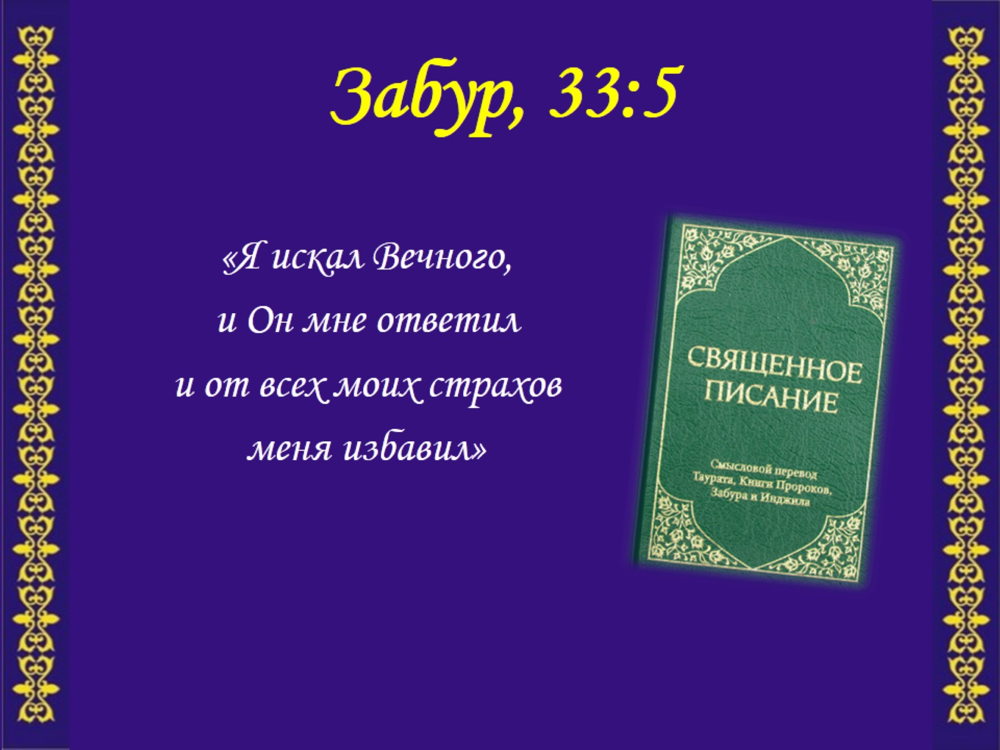 Забур, 33:5
«Я искал Вечного,
и Он мне ответил
и от всех моих страхов
меня избавил»
СВЯЩЕННОЕ
ПИСАНИЕ
Смысловой перевод
Таурата, Книги Пророков,
Забура и Инджила